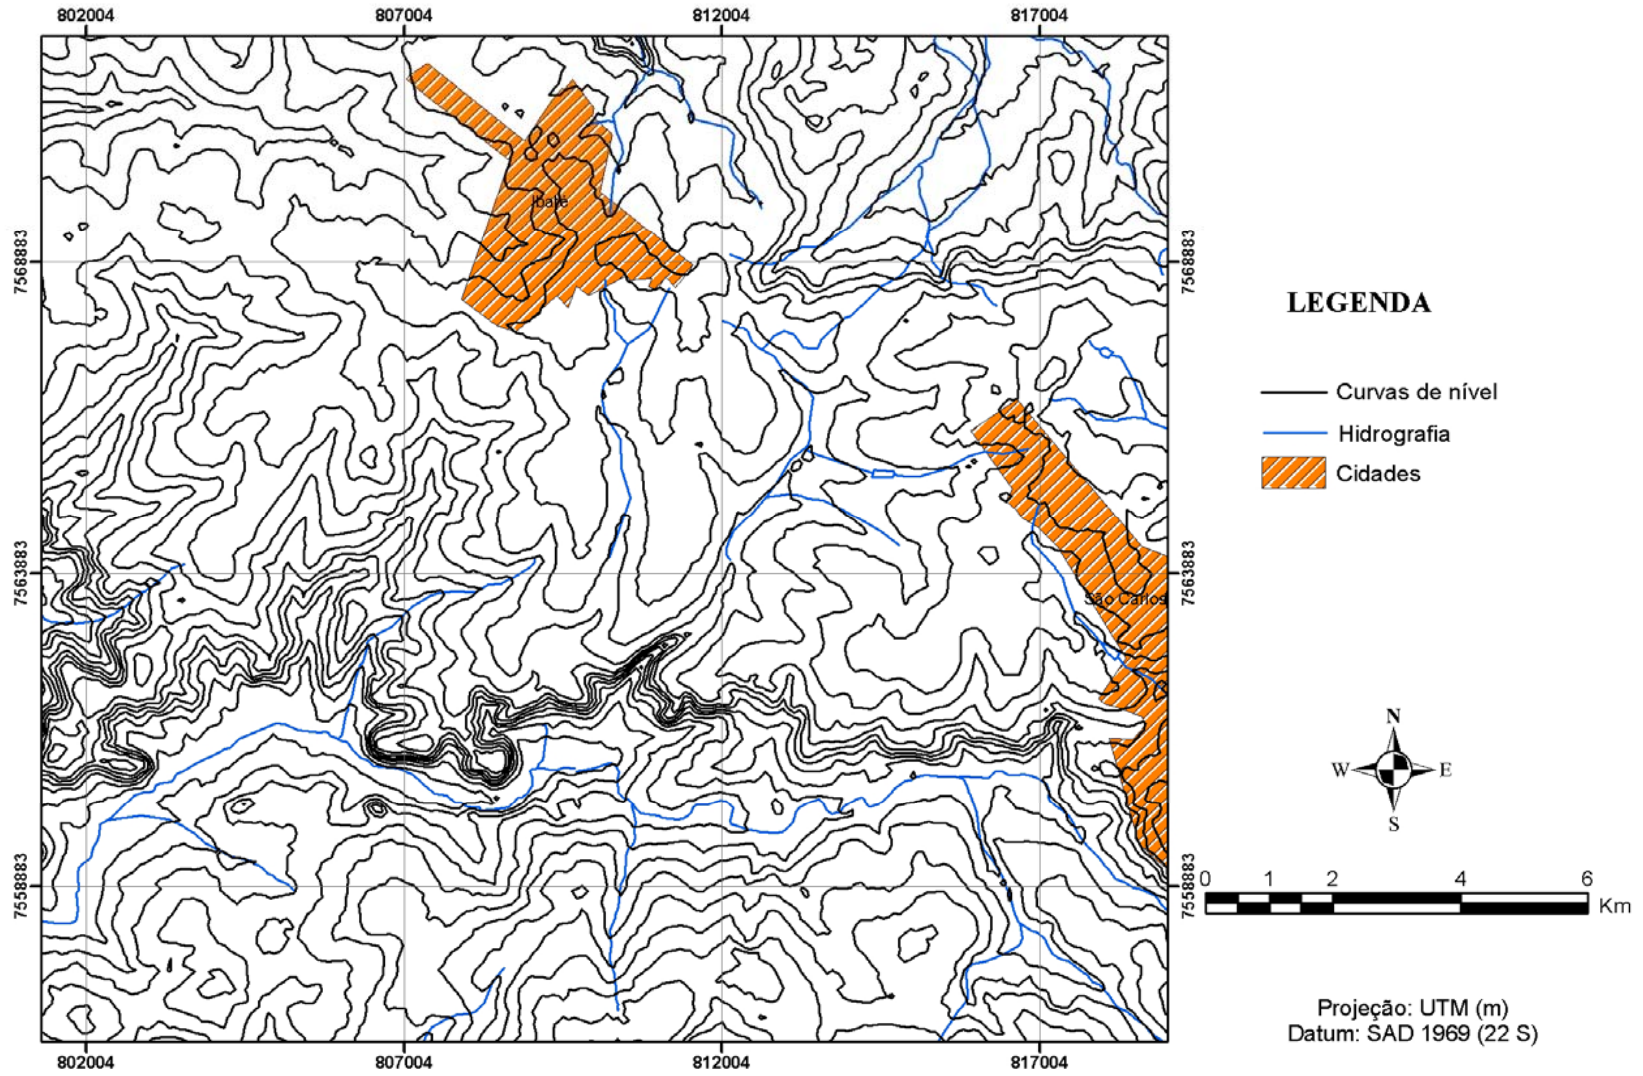 802004 807004 812004 817004
7568883 7568883
7563883 7563883
7558883 7558883
Ibaté
São Carlos
802004 807004 812004 817004
LEGENDA
Curvas de nível
Hidrografia
Cidades
N
W E
S
0 1 2 4 6
Km
Projeção: UTM (m)
Datum: SAD 1969 (22 S)